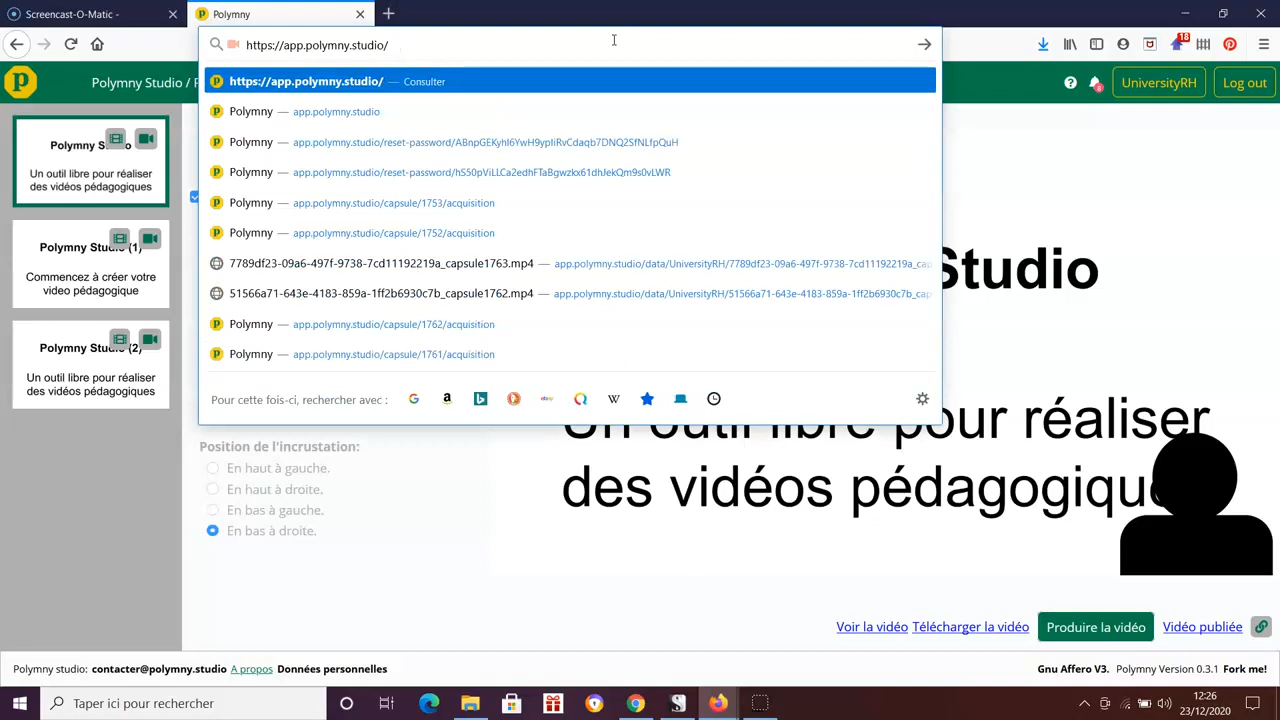 Screencast-O-Matic
Polymny
https://app.polymny.studio/
18
Polymny Studio / P
UniversityRH
Log out
https://app.polymny.studio/ — Consulter
Polymny — app.polymny.studio
Polymny — app.polymny.studio/reset-password/ABnpGEKyhI6YwH9ypIiRvCdaqb7DNQ2SfNLfpQuH
Polymny — app.polymny.studio/reset-password/hS50pViLLCa2edhFTaBgwzkx61dhJekQm9s0vLWR
Polymny — app.polymny.studio/capsule/1753/acquisition
Polymny — app.polymny.studio/capsule/1752/acquisition
7789df23-09a6-497f-9738-7cd11192219a_capsule1763.mp4 — app.polymny.studio/data/UniversityRH/7789df23-09a6-497f-9738-7cd11192219a_cap
51566a71-643e-4183-859a-1ff2b6930c7b_capsule1762.mp4 — app.polymny.studio/data/UniversityRH/51566a71-643e-4183-859a-1ff2b6930c7b_cap
Polymny — app.polymny.studio/capsule/1762/acquisition
Polymny — app.polymny.studio/capsule/1761/acquisition
Pour cette fois-ci, rechercher avec :
Polymny
Un outil libre pour réaliser
des vidéos pédagogiques
Polymny Studio (1)
Commencez à créer votre
video pédagogique
Polymny Studio (2)
Un outil libre pour réaliser
des vidéos pédagogiques
Studio
Un outil libre pour réaliser
des vidéos pédagogiqu
Position de l'incrustation:
En haut à gauche.
En haut à droite.
En bas à gauche.
En bas à droite.
Voir la vidéo Télécharger la vidéo Produire la vidéo Vidéo publiée
Polymny studio: contacter@polymny.studio A propos Données personnelles
Gnu Affero V3. Polymny Version 0.3.1 Fork me!
Taper ici pour rechercher
12:26
23/12/2020